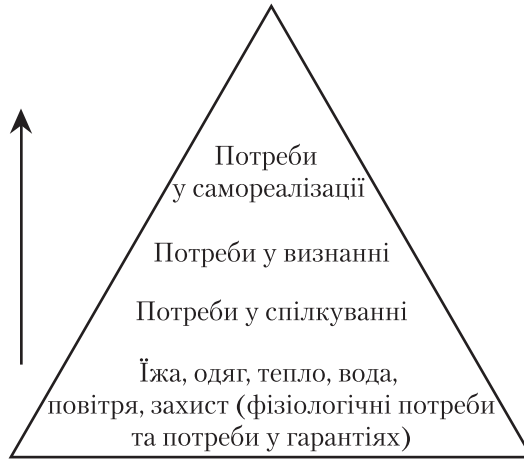 Потреби
у самореалізації
Потреби у визнанні
Потреби у спілкуванні
Їжа, одяг, тепло, вода,
повітря, захист (фізіологічні потреби
та потреби у гарантіях)